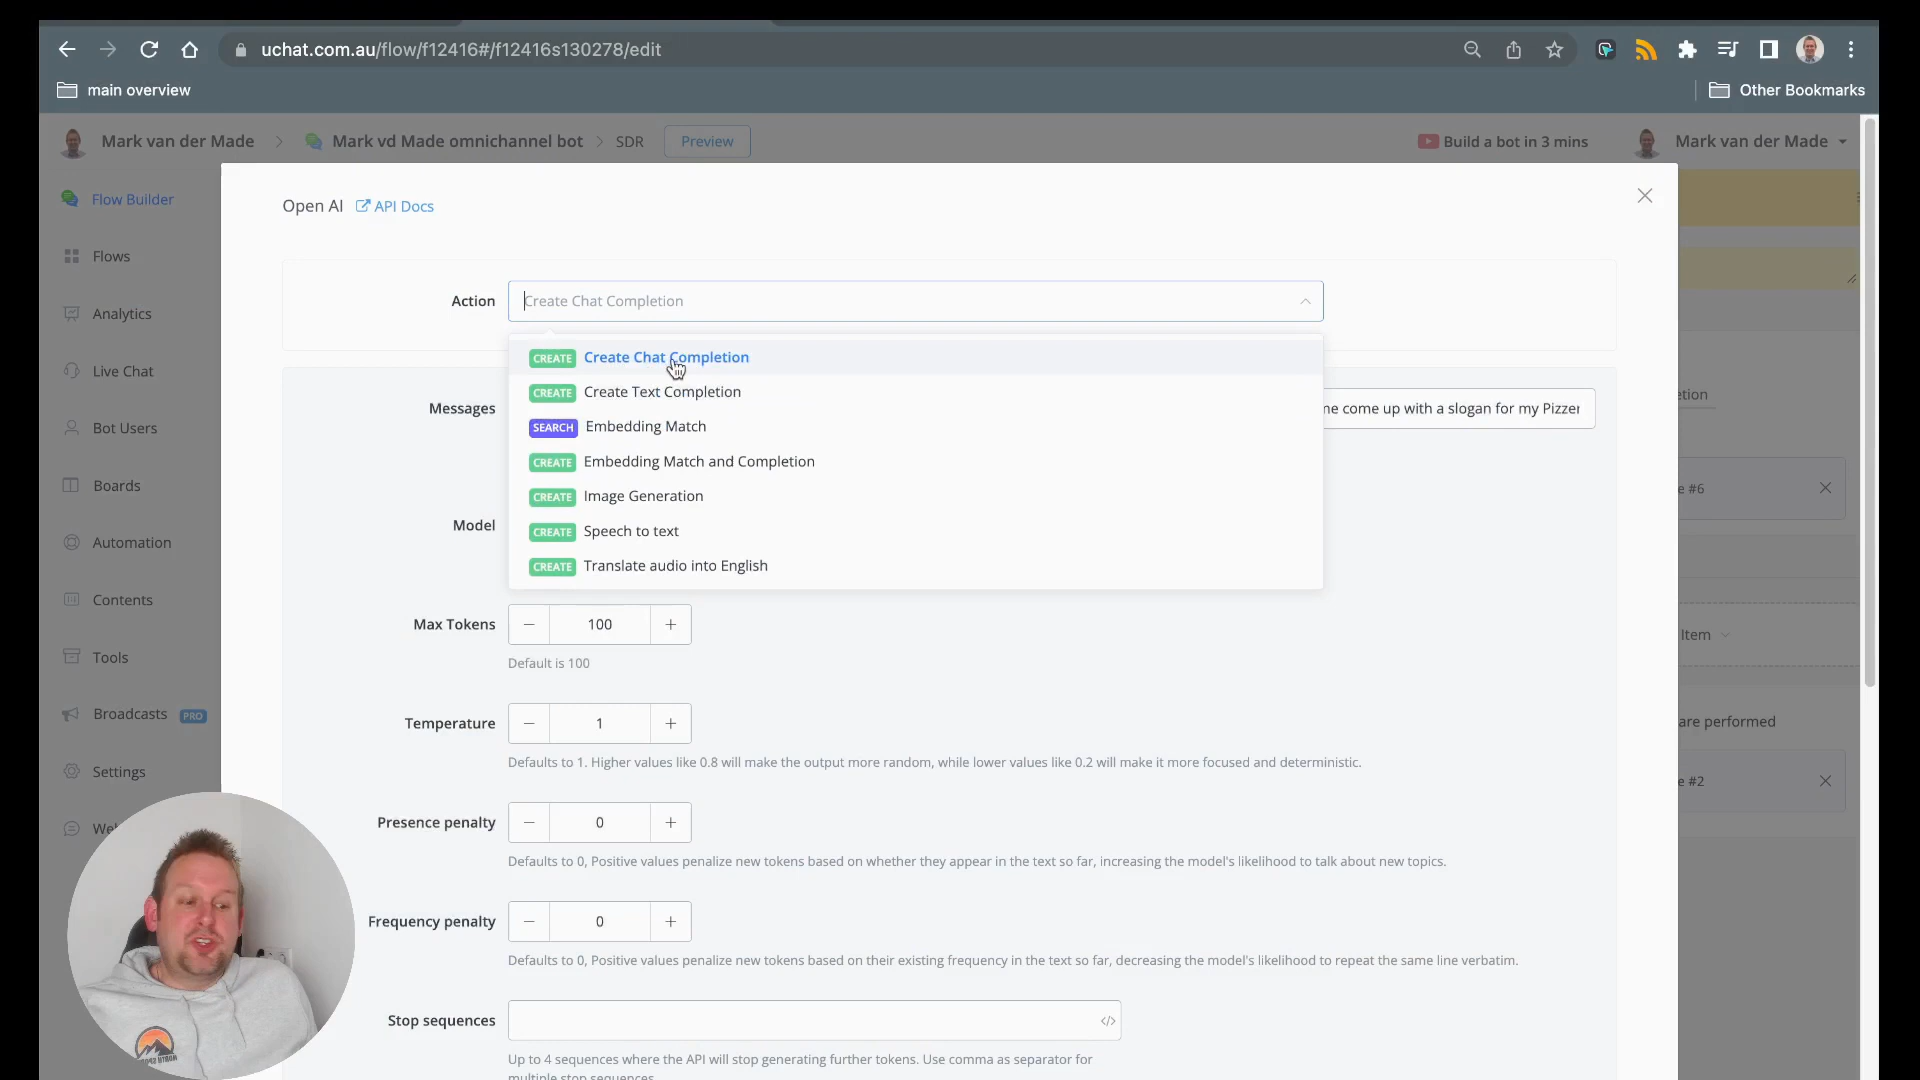 uchat.com.au/flow/f12416#/f12416s130278/edit
main overview
Other Bookmarks
Mark van der Made
Mark vd Made omnichannel bot
SDR
Preview
Build a bot in 3 mins
Mark van der Made
Flow Builder
Flows
Analytics
Live Chat
Bot Users
Boards
Automation
Contents
Tools
Broadcasts PRO
Settings
Open AI API Docs
Action
Create Chat Completion
CREATE Create Chat Completion
CREATE Create Text Completion
SEARCH Embedding Match
CREATE Embedding Match and Completion
CREATE Image Generation
CREATE Speech to text
CREATE Translate audio into English
Messages
me come up with a slogan for my Pizzer
Model
Max Tokens
− 100 +
Default is 100
Temperature
− 1 +
Defaults to 1. Higher values like 0.8 will make the output more random, while lower values like 0.2 will make it more focused and deterministic.
Presence penalty
− 0 +
Defaults to 0, Positive values penalize new tokens based on whether they appear in the text so far, increasing the model's likelihood to talk about new topics.
Frequency penalty
− 0 +
Defaults to 0, Positive values penalize new tokens based on their existing frequency in the text so far, decreasing the model's likelihood to repeat the same line verbatim.
Stop sequences
</>
Up to 4 sequences where the API will stop generating further tokens. Use comma as separator for
multiple stop sequences
etion
e #6
Item
are performed
e #2